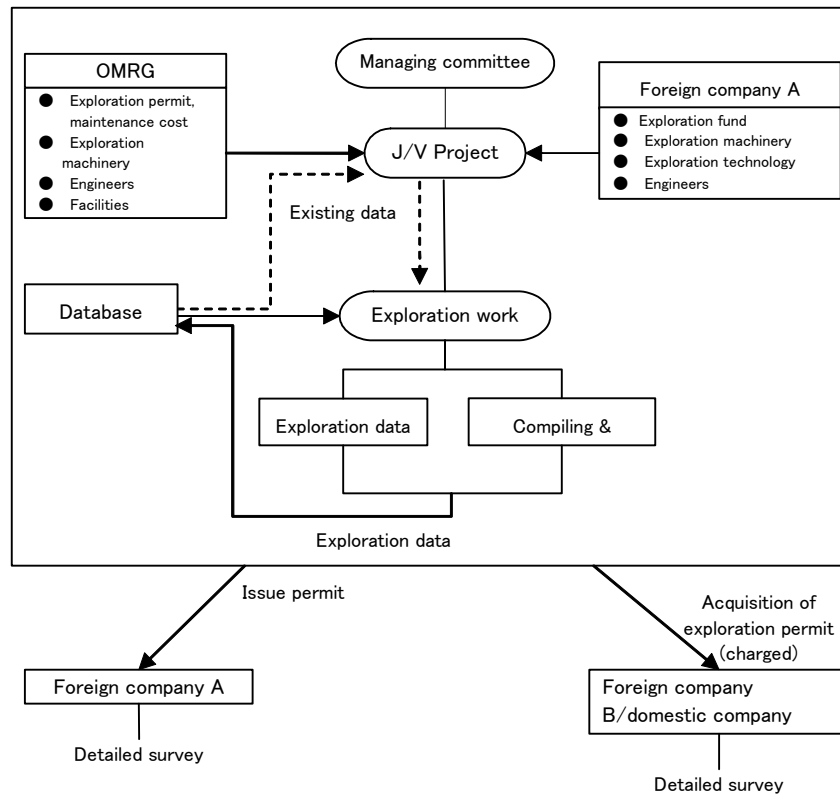 Managing committee
OMRG
● Exploration permit,
maintenance cost
● Exploration
machinery
● Engineers
● Facilities
Foreign company A
● Exploration fund
● Exploration machinery
● Exploration technology
● Engineers
J/V Project
Existing data
Database
Exploration work
Exploration data
Compiling &
Exploration data
Issue permit
Acquisition of
exploration permit
(charged)
Foreign company A
Foreign company
B/domestic company
Detailed survey
Detailed survey